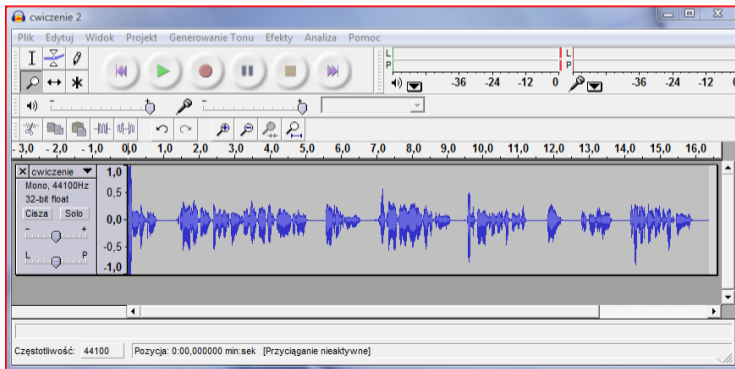 cwiczenie 2
Plik Edytuj Widok Projekt Generowanie Tonu Efekty Analiza Pomoc
L
P
-36 -24 -12 0
L
P
-36 -24 -12 0
- 3,0 - 2,0 - 1,0 0,0 1,0 2,0 3,0 4,0 5,0 6,0 7,0 8,0 9,0 10,0 11,0 12,0 13,0 14,0 15,0 16,0
cwiczenie
Mono, 44100Hz
32-bit float
Cisza Solo
- +
L P
1,0
0,5
0,0
-0,5
-1,0
Częstotliwość: 44100 Pozycja: 0:00,000000 min:sek [Przyciąganie nieaktywne]